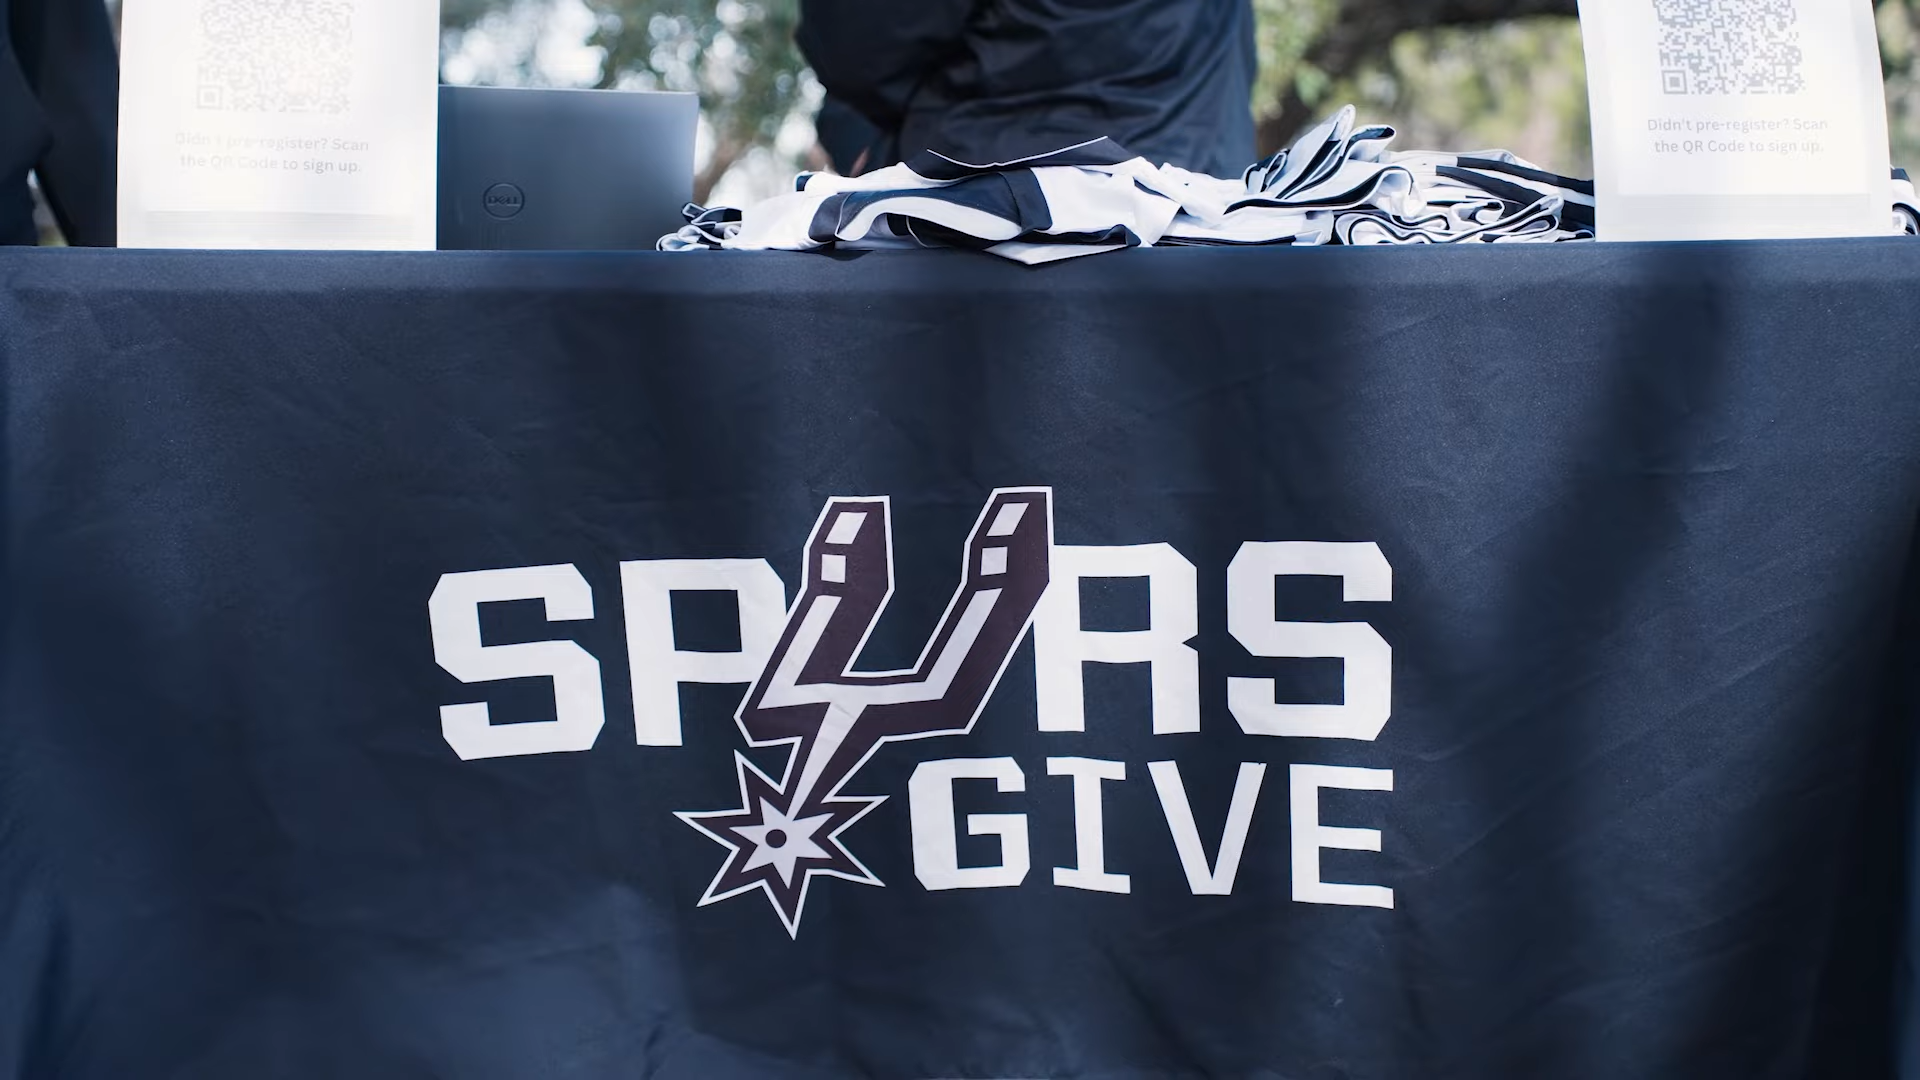 Didn't pre-register? Scan
the QR Code to sign up.
DELL
Didn't pre-register? Scan
the QR Code to sign up.
SPURS
GIVE